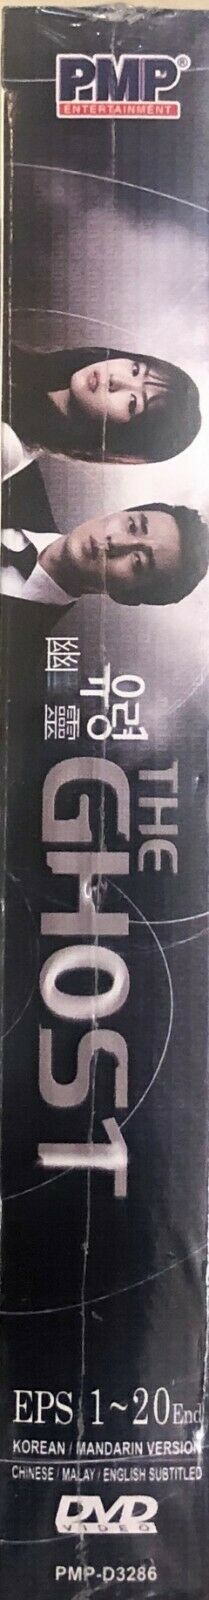 PMP®
ENTERTAINMENT
유령
幽靈
THE
GHOST
EPS 1~20 End
KOREAN / MANDARIN VERSION
CHINESE / MALAY / ENGLISH SUBTITLED
DVD
VIDEO
PMP-D3286